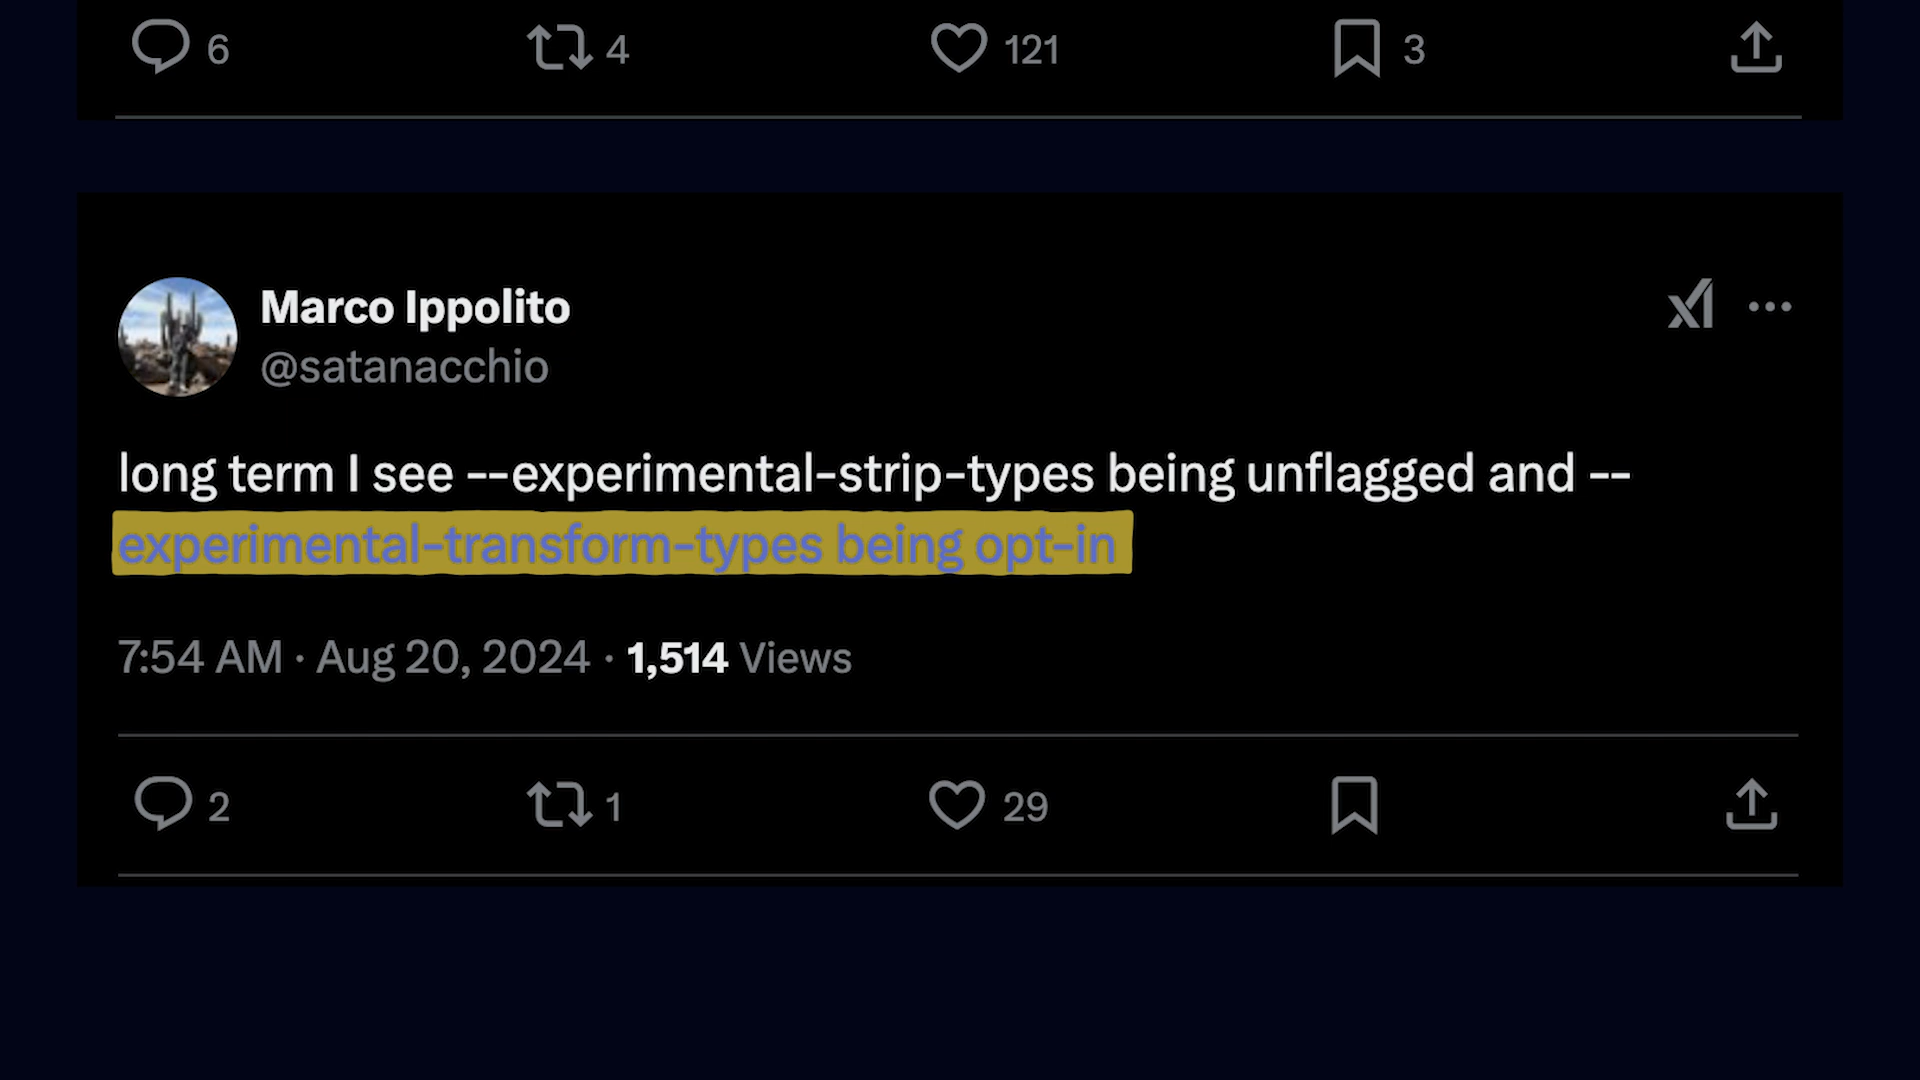 6 4 121 3
Marco Ippolito
@satanacchio
long term I see --experimental-strip-types being unflagged and --
experimental-transform-types being opt-in
7:54 AM · Aug 20, 2024 · 1,514 Views
2 1 29